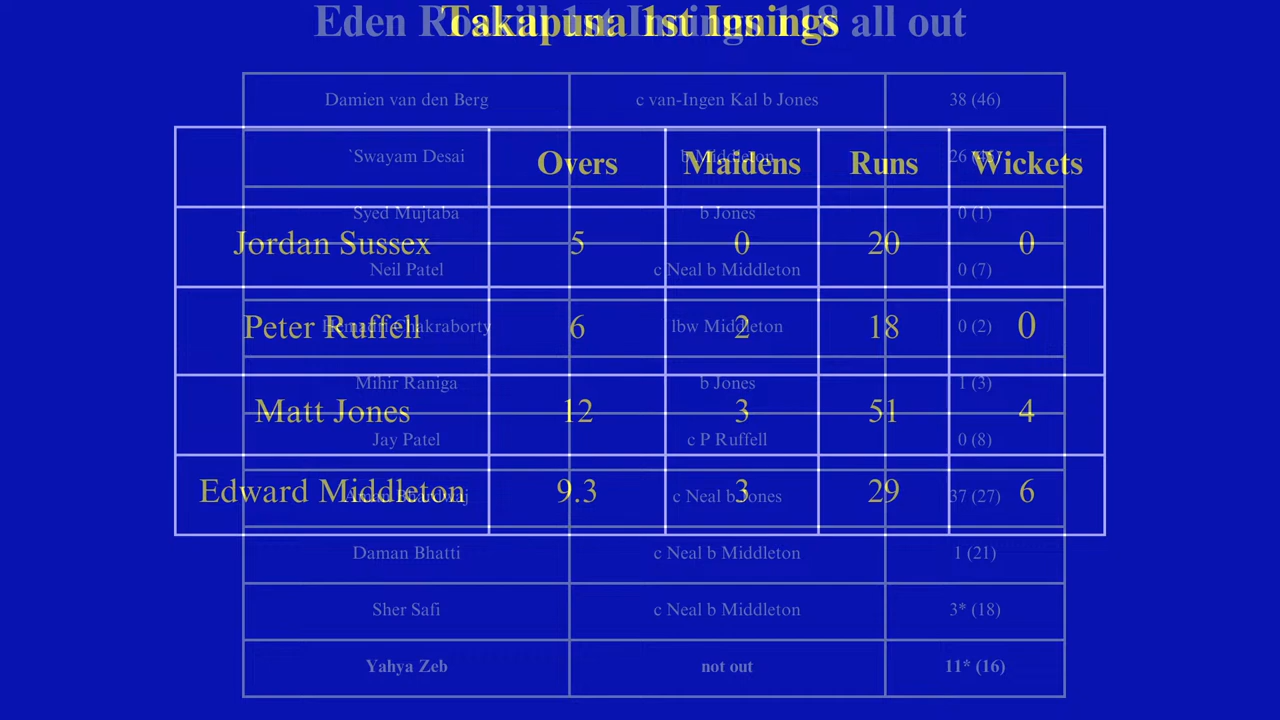 Eden Roskill 1st Innings 118 all out
Takapuna 1st Innings
Damien van den Berg c van-Ingen Kal b Jones 38 (46)
`Swayam Desai b Middleton 26
Syed Mujtaba b Jones 0 (1)
Neil Patel c Neal b Middleton 0 (7)
Chakraborty lbw Middleton 0 (2)
Mihir Raniga b Jones 1 (3)
Jay Patel c P Ruffell 0 (8)
c Neal b Jones 37 (27)
Daman Bhatti c Neal b Middleton 1 (21)
Sher Safi c Neal b Middleton 3* (18)
Yahya Zeb not out 11* (16)
Overs Maidens Runs Wickets
Jordan Sussex 5 0 20 0
Peter Ruffell 6 2 18 0
Matt Jones 12 3 51 4
Edward Middleton 9.3 3 29 6